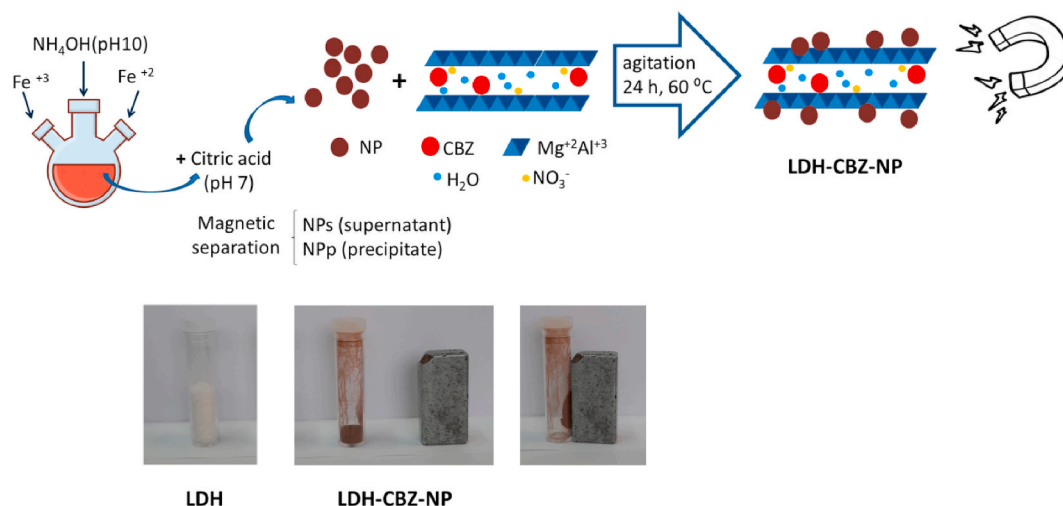 NH₄OH(pH10)
Fe ⁺³
Fe ⁺²
+ Citric acid
(pH 7)
+
agitation
24 h, 60 ⁰C
NP
CBZ
Mg⁺²Al⁺³
H₂O
NO₃⁻
LDH-CBZ-NP
Magnetic
separation
NPs (supernatant)
NPp (precipitate)
LDH
LDH-CBZ-NP